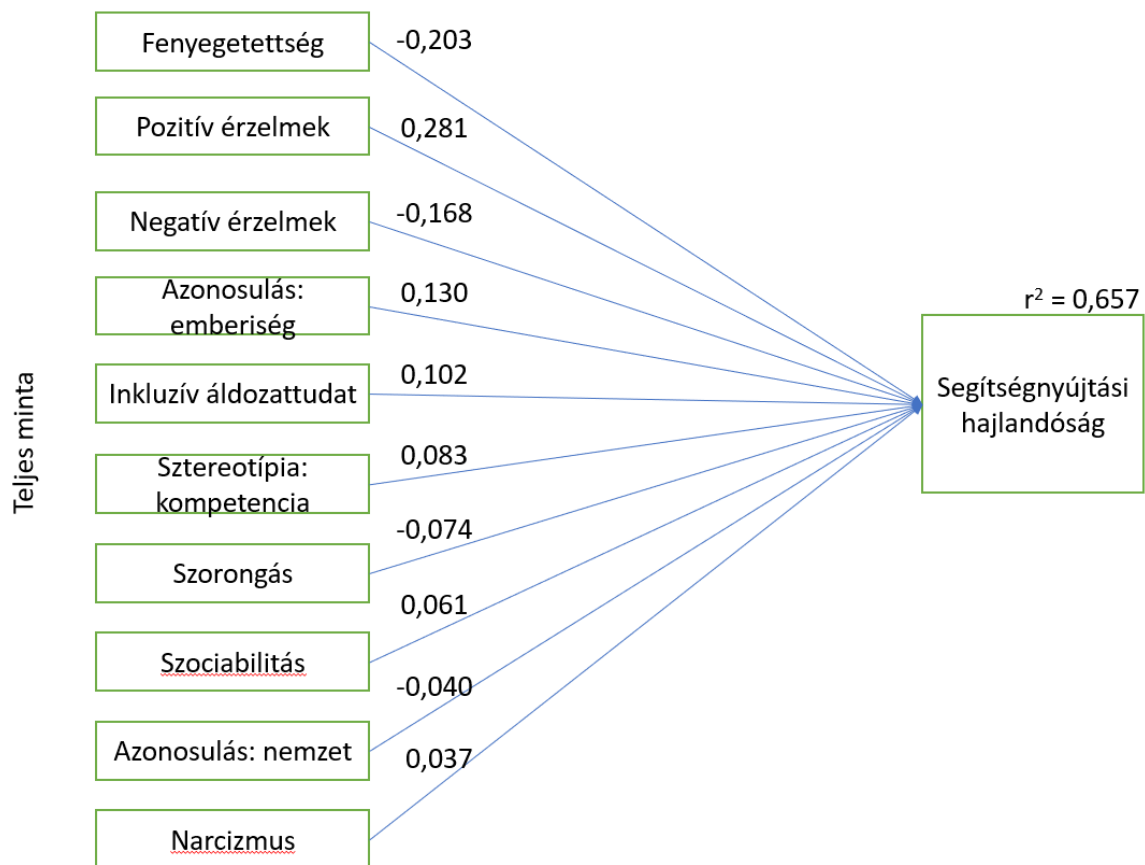 Teljes minta
Fenyegetettség
-0,203
Pozitív érzelmek
0,281
Negatív érzelmek
-0,168
Azonosulás:
emberiség
0,130
Inkluzív áldozattudat
0,102
Sztereotípia:
kompetencia
0,083
Szorongás
-0,074
Szociabilitás
0,061
Azonosulás: nemzet
-0,040
Narcizmus
0,037
r² = 0,657
Segítségnyújtási
hajlandóság